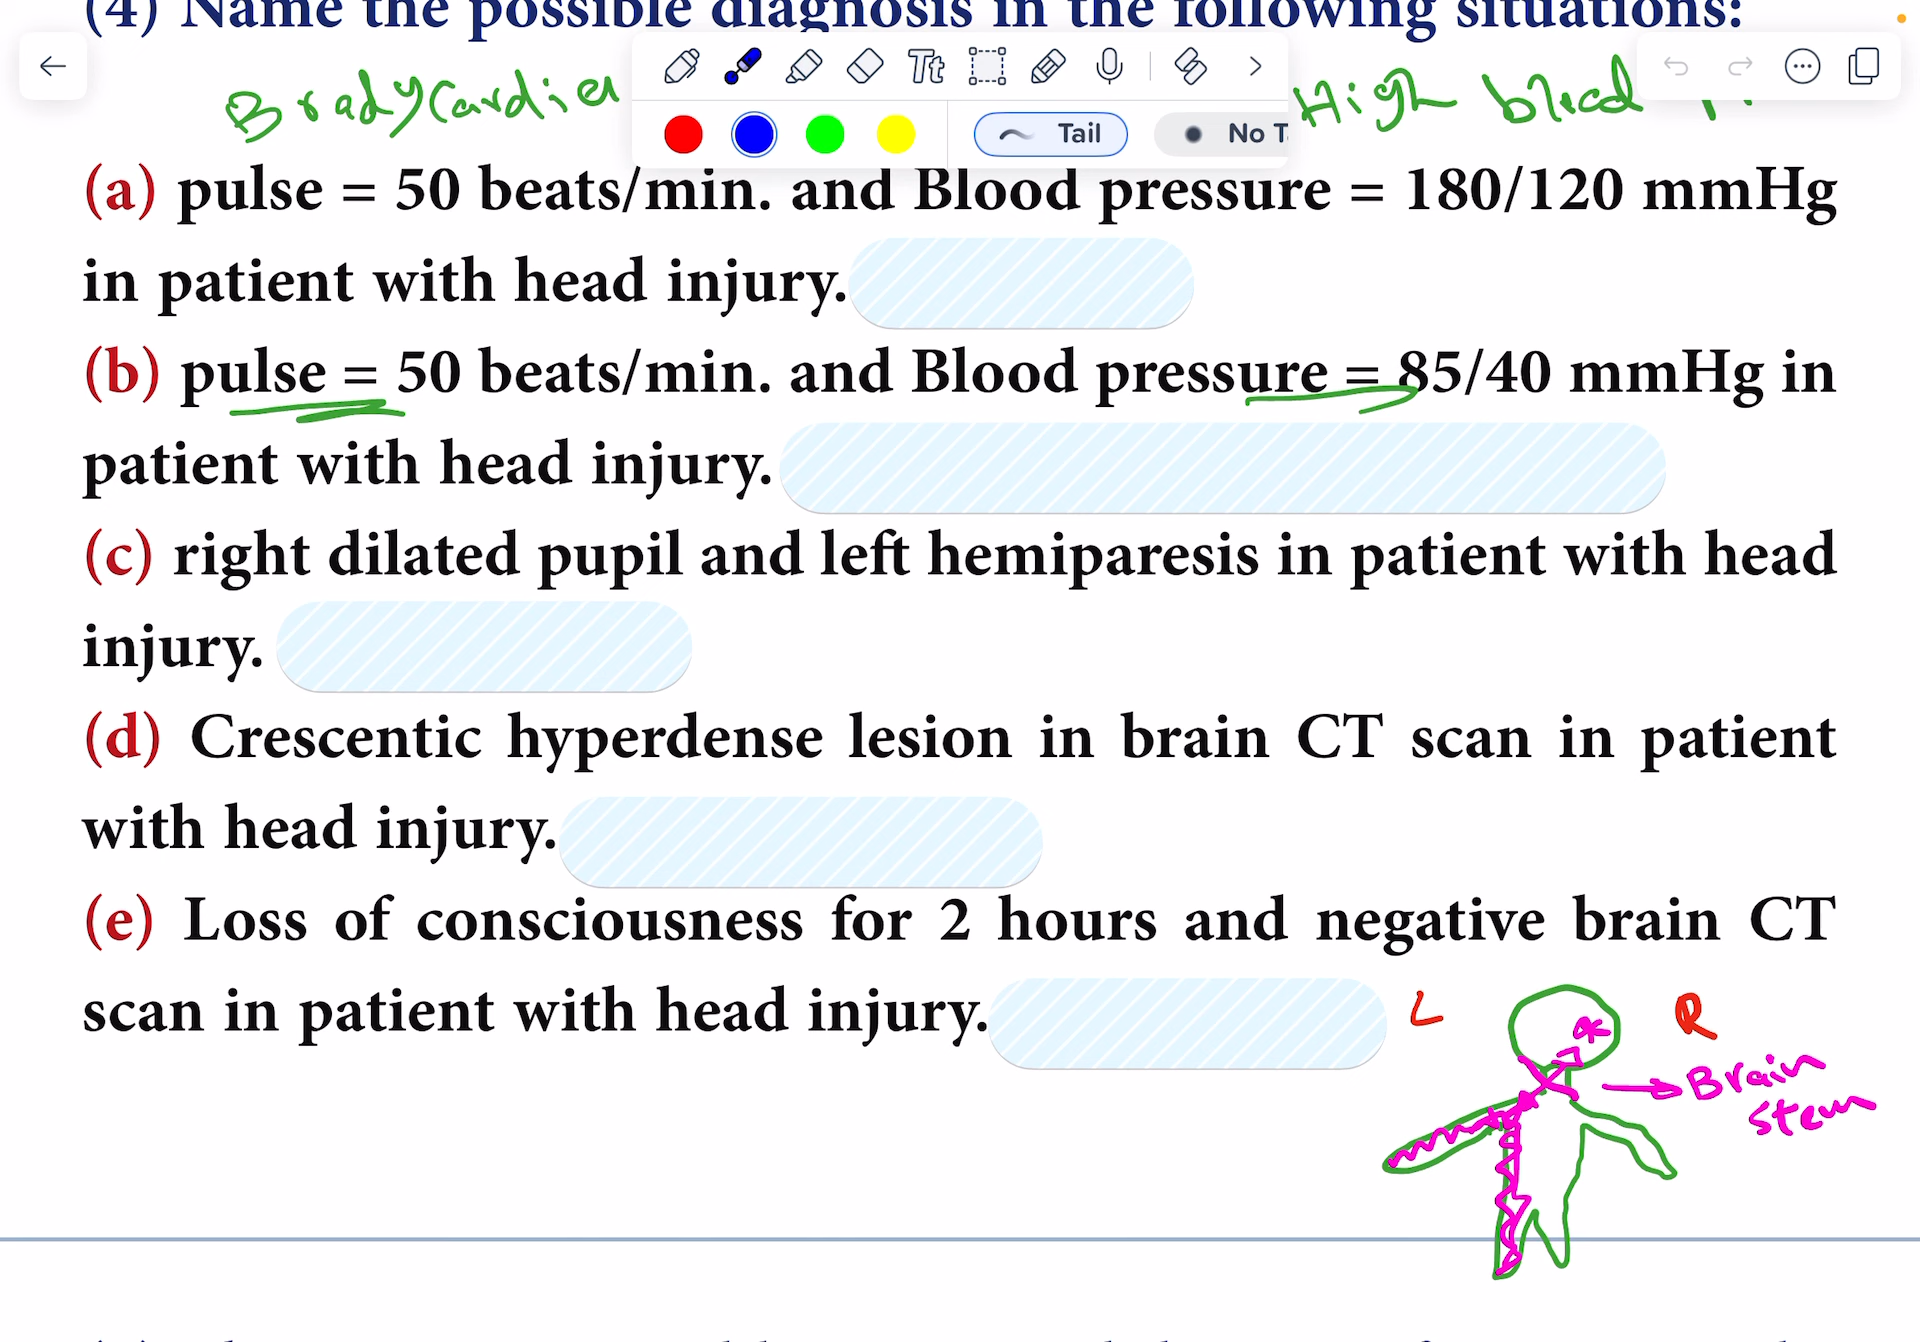 (4) Name the possible diagnosis in the following situations:
Tt
Bradycardia
High blood
Tail
No T
(a) pulse = 50 beats/min. and Blood pressure = 180/120 mmHg
in patient with head injury.
(b) pulse = 50 beats/min. and Blood pressure = 85/40 mmHg in
patient with head injury.
(c) right dilated pupil and left hemiparesis in patient with head
injury.
(d) Crescentic hyperdense lesion in brain CT scan in patient
with head injury.
(e) Loss of consciousness for 2 hours and negative brain CT
scan in patient with head injury.
L
R
Brain
stem